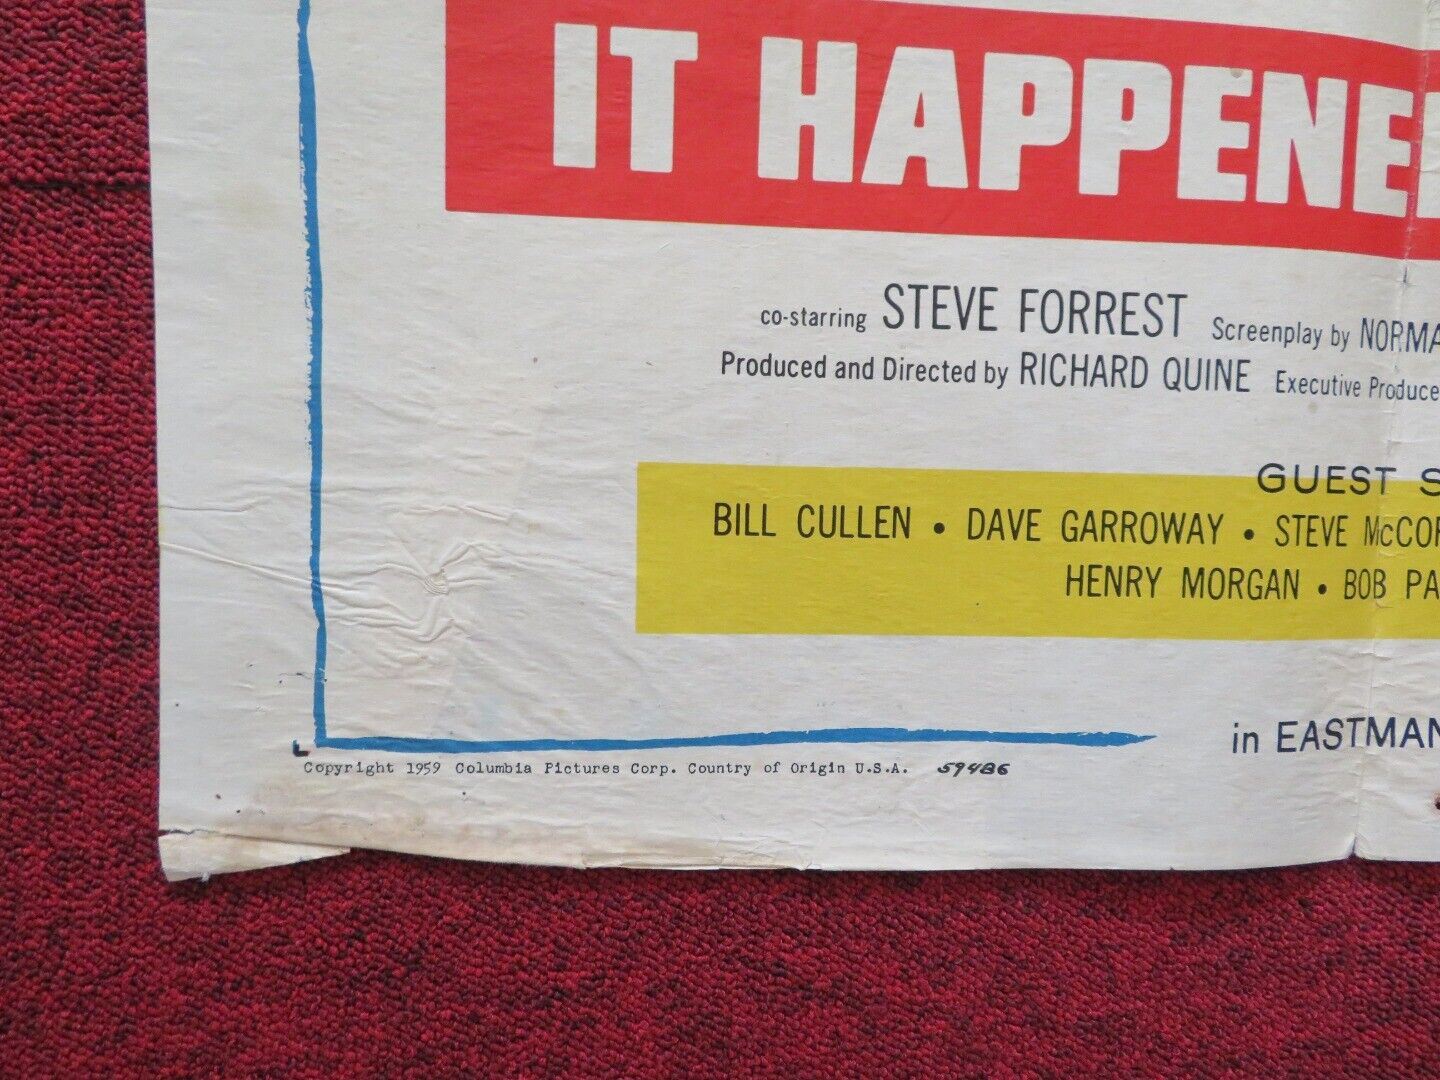 IT HAPPENE
co-starring STEVE FORREST Screenplay by NORMA
Produced and Directed by RICHARD QUINE Executive Produce
GUEST S
BILL CULLEN • DAVE GARROWAY • STEVE McCOR
HENRY MORGAN • BOB PA
in EASTMAN
Copyright 1959 Columbia Pictures Corp. Country of Origin U.S.A. 59486